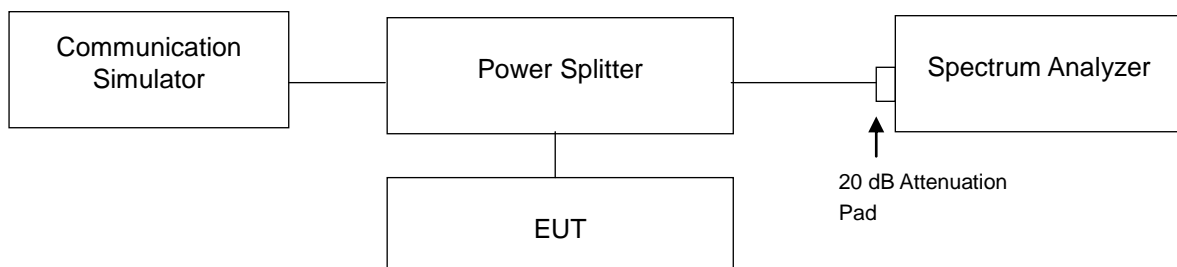 Communication
Simulator
Power Splitter
Spectrum Analyzer
20 dB Attenuation
Pad
EUT